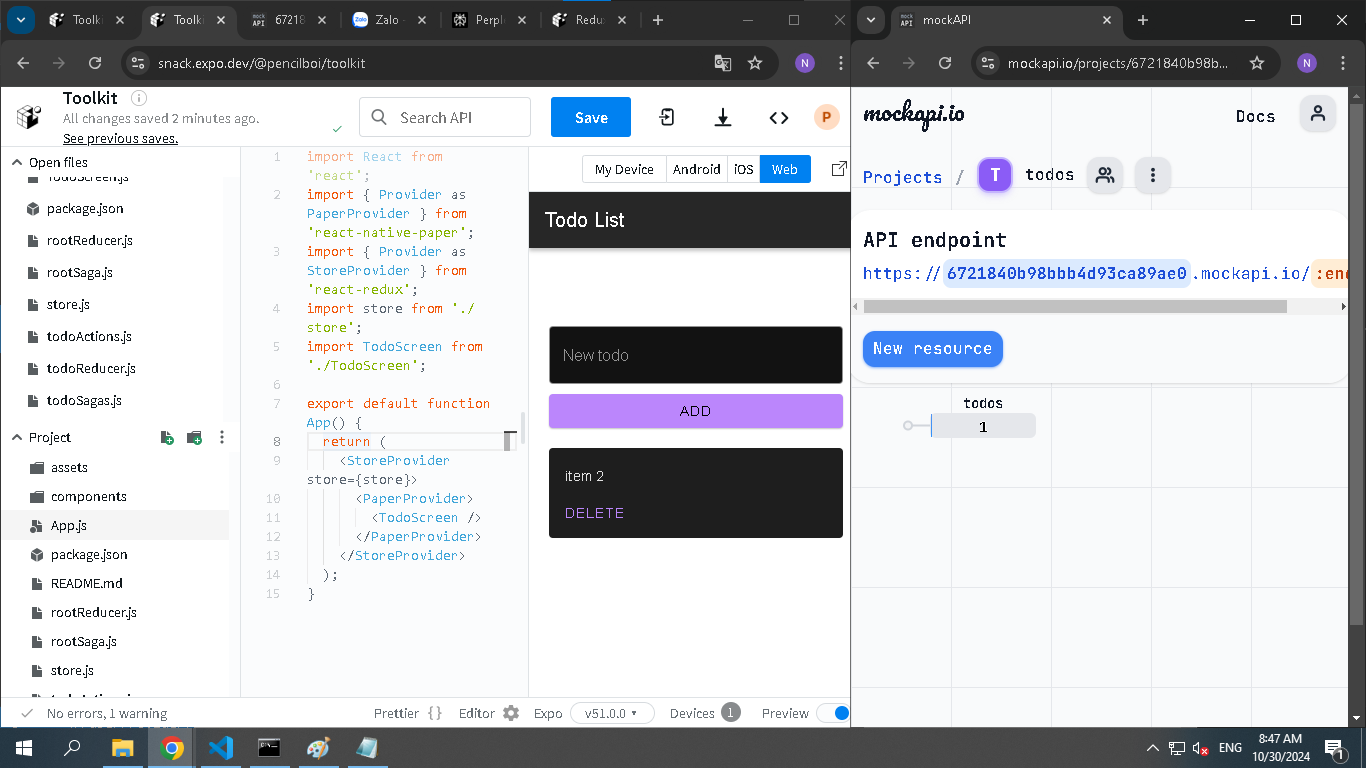 Toolki
Toolki
67218
Zalo
Perple
Redu
snack.expo.dev/@pencilboi/toolkit
N
Toolkit
All changes saved 2 minutes ago.
See previous saves.
Search API
Save
P
Open files
TodoScreen.js
package.json
rootReducer.js
rootSaga.js
store.js
todoActions.js
todoReducer.js
todoSagas.js
Project
assets
components
App.js
package.json
README.md
rootReducer.js
rootSaga.js
store.js
1 import React from
'react';
2 import { Provider as
PaperProvider } from
'react-native-paper';
3 import { Provider as
StoreProvider } from
'react-redux';
4 import store from './
store';
5 import TodoScreen from
'./TodoScreen';
6
7 export default function
App() {
8 return (
9 <StoreProvider
store={store}>
10 <PaperProvider>
11 <TodoScreen />
12 </PaperProvider>
13 </StoreProvider>
14 );
15 }
My Device Android iOS Web
Todo List
New todo
ADD
item 2
DELETE
No errors, 1 warning
Prettier {} Editor Expo v51.0.0 Devices 1 Preview
mockAPI
mockapi.io/projects/6721840b98b...
N
mockapi.io
Docs
Projects / T todos
API endpoint
https://6721840b98bbb4d93ca89ae0.mockapi.io/:end
New resource
todos
1
ENG
8:47 AM
10/30/2024
1